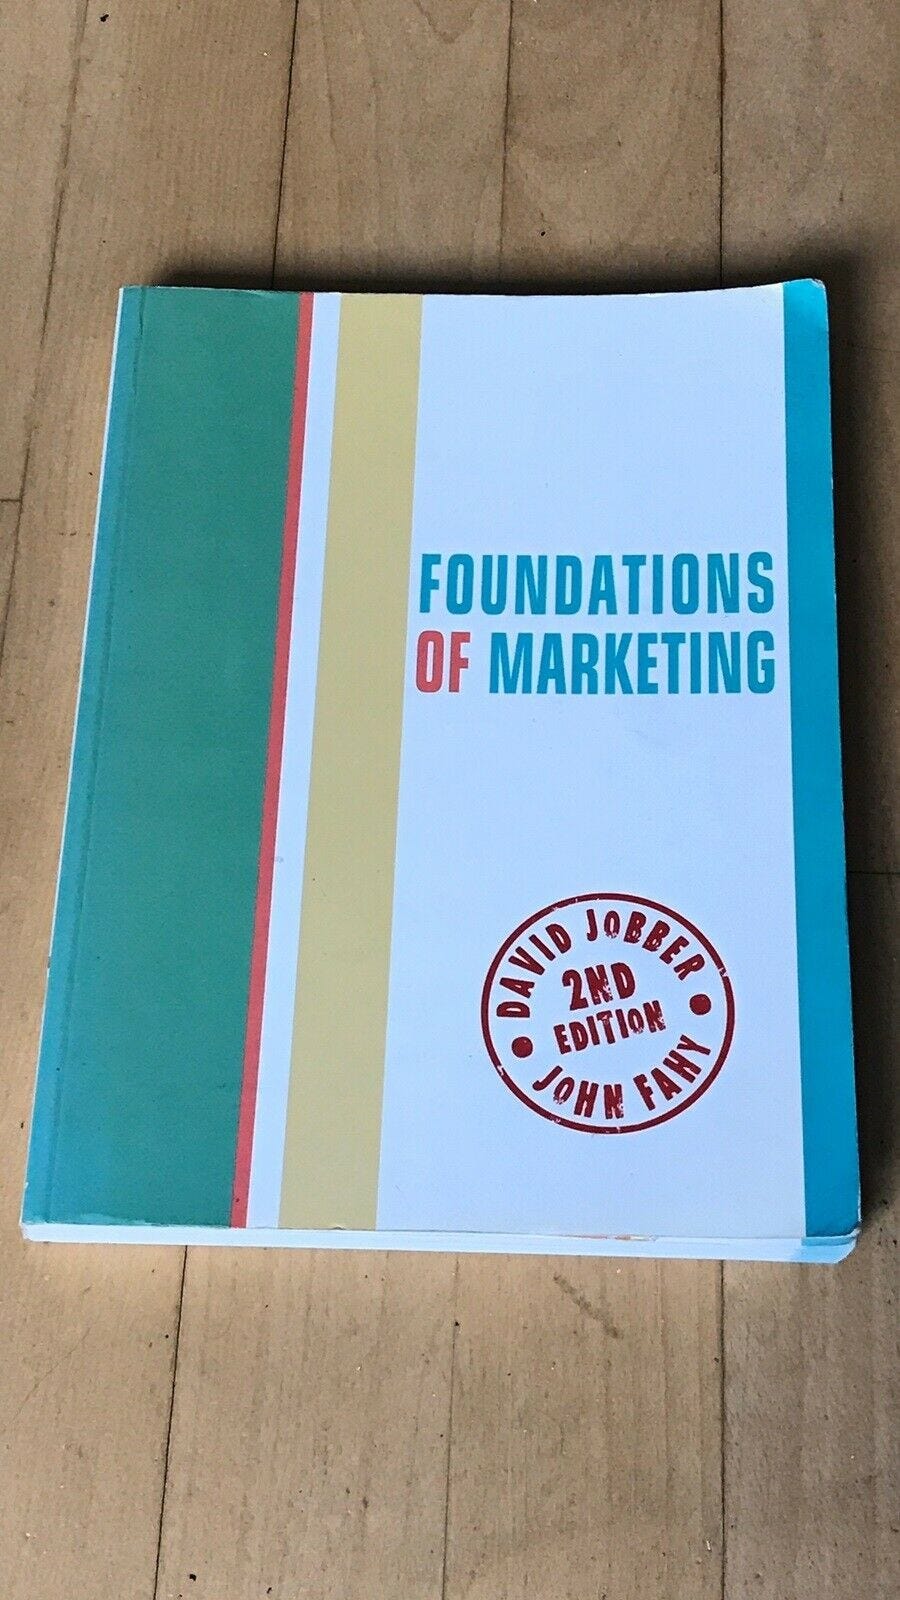 FOUNDATIONS
OF MARKETING
DAVID JOBBER
2ND
EDITION
JOHN FAHY